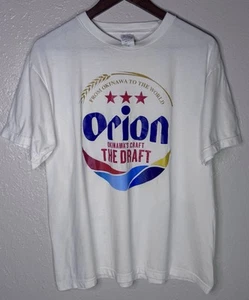 FROM OKINAWA TO THE WORLD
Orion
OKINAWA'S CRAFT
THE DRAFT